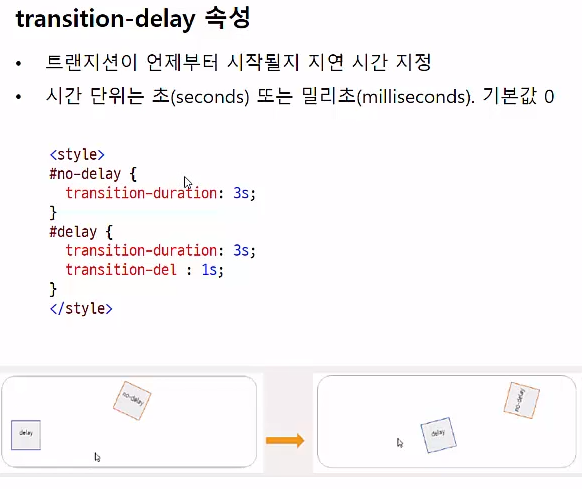 transition-delay 속성
• 트랜지션이 언제부터 시작될지 지연 시간 지정
• 시간 단위는 초(seconds) 또는 밀리초(milliseconds). 기본값 0
<style>
#no-delay {
transition-duration: 3s;
}
#delay {
transition-duration: 3s;
transition-del : 1s;
}
</style>
no-delay
delay
no-delay
delay